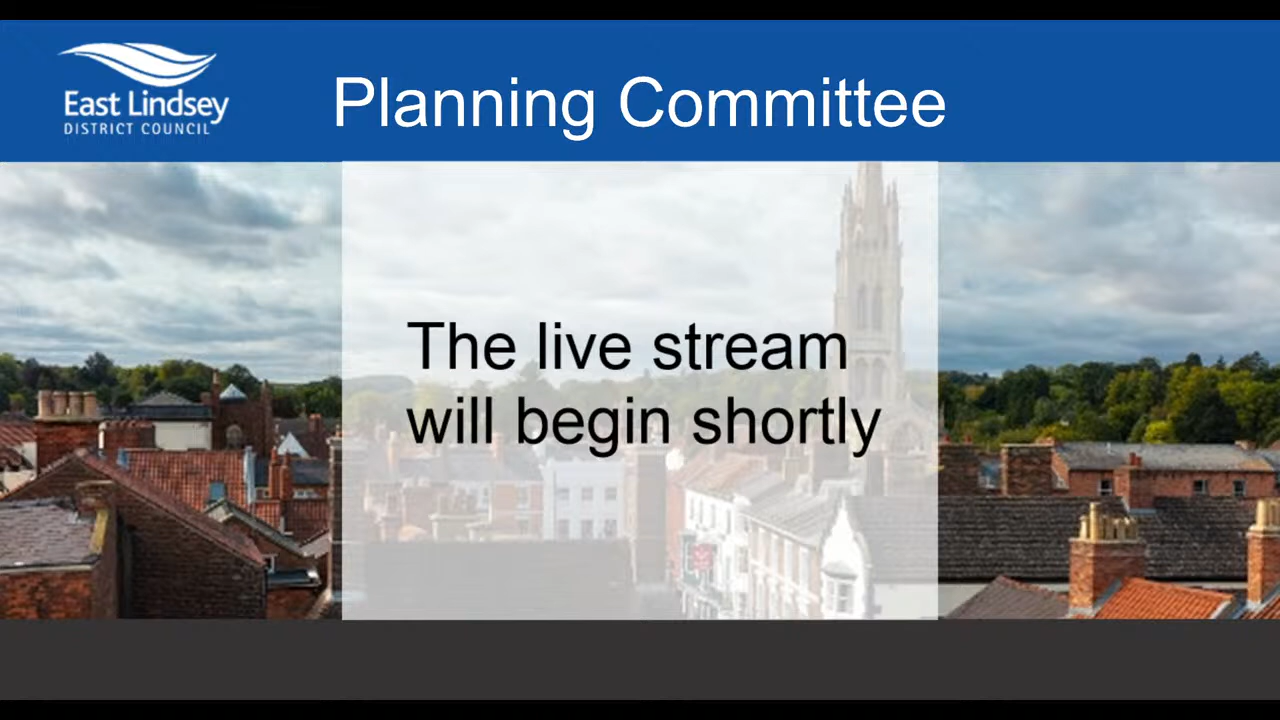 East Lindsey
DISTRICT COUNCIL
Planning Committee
The live stream
will begin shortly